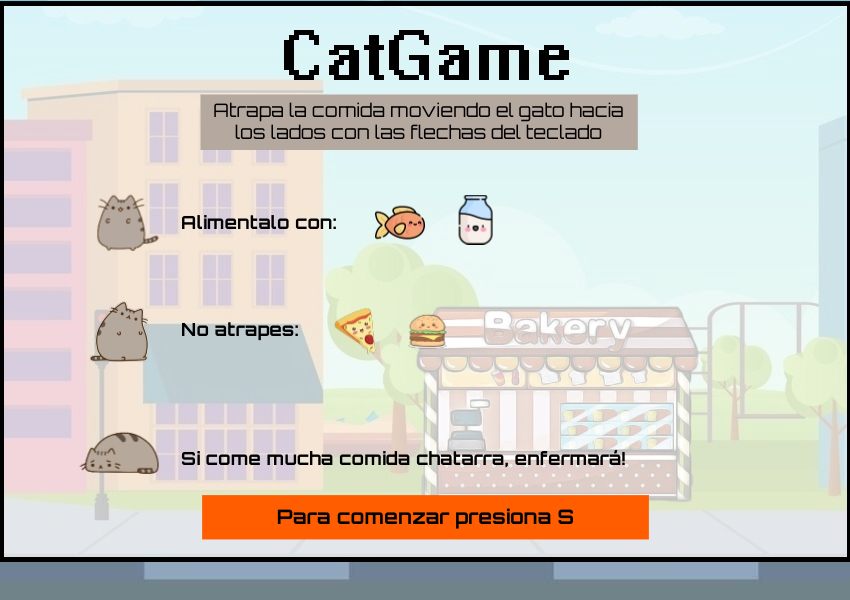 CatGame
Atrapa la comida moviendo el gato hacia
los lados con las flechas del teclado
Alimentalo con:
No atrapes:
Bakery
Si come mucha comida chatarra, enfermará!
Para comenzar presiona S